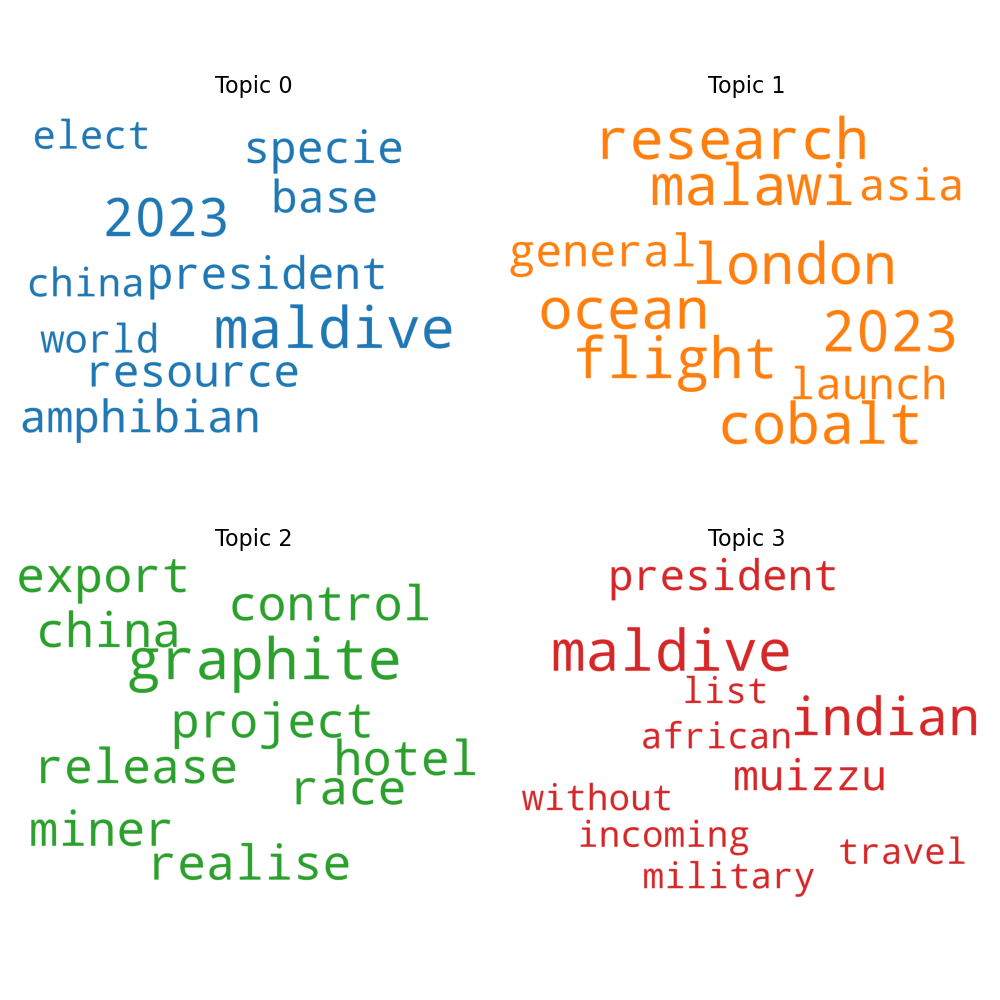 Topic 0
elect
specie
base
2023
china president
world maldive
resource
amphibian
Topic 1
research
malawi asia
general london
ocean 2023
flight
launch
cobalt
Topic 2
export
control
china
graphite
project
release hotel
race
miner
realise
Topic 3
president
maldive
list
indian
african
muizzu
without
incoming
travel
military